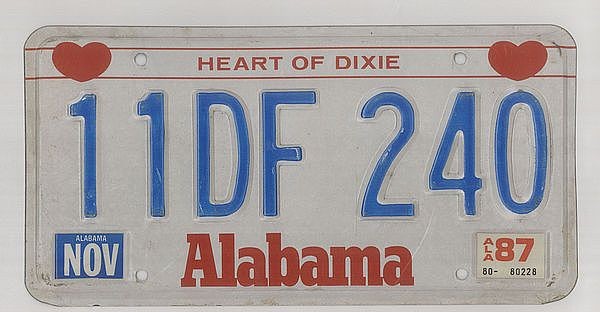 HEART OF DIXIE
11DF 240
ALABAMA
NOV
Alabama
ALA 87
80- 80228